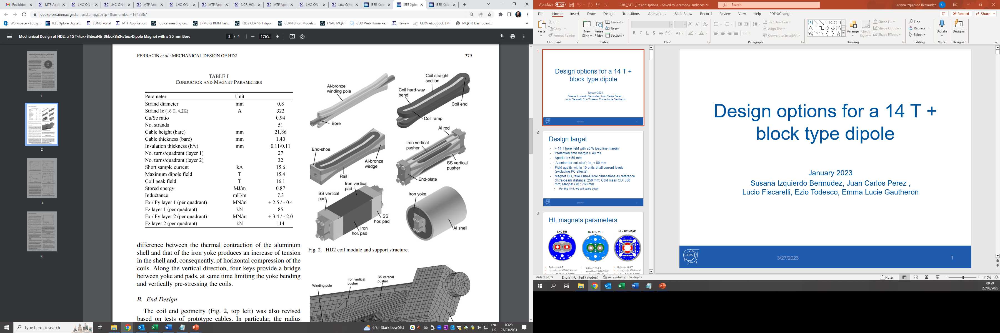 Recibidos
MTF Appl
LHC-QN-
LHC-QN-
MTF Appl
LHC-QN-
MTF Appl
NCR-HCM
MTF Appl
LHC-QN-
Low Critic
IEEE Xplor
IEEE Xplor
IEEE Xplor
ieeexplore.ieee.org/stamp/stamp.jsp?tp=&arnumber=1642867
Workspace - Epoxy...
IEEE Xplore Digital...
EDMS Portal
MTF Application:
Topical meeting on...
ERMC & RMM Task...
F2D2 CEA 16 T dipo...
CERN Short Models...
FNAL_MQXF
CDD Web Home Pa...
Review
CERN eLogbook LMF
MQXFB Dashboard...
Mechanical Design of HD2, a 15 T<tex>$hboxNb_3hboxSn$</tex>Dipole Magnet with a 35 mm Bore
2 / 4
176%
1
2
3
4
FERRACIN et al.: MECHANICAL DESIGN OF HD2 379
TABLE I
CONDUCTOR AND MAGNET PARAMETERS
Parameter Unit
Strand diameter mm 0.8
Strand Ic (16 T, 4.2K) A 322
Cu/Sc ratio 0.94
No. strands 51
Cable height (bare) mm 21.86
Cable thickness (bare) mm 1.40
Insulation thickness (h/v) mm 0.11/0.11
No. turns/quadrant (layer 1) 27
No. turns/quadrant (layer 2) 32
Short sample current kA 15.6
Maximum dipole field T 15.4
Coil peak field T 16.1
Stored energy MJ/m 0.87
Inductance mH/m 7.3
Fx / Fy layer 1 (per quadrant) MN/m + 2.5 / - 0.4
Fz layer 1 (per quadrant) kN 85
Fx / Fy layer 2 (per quadrant) MN/m + 3.4 / - 2.0
Fz layer 2 (per quadrant) kN 114
difference between the thermal contraction of the aluminum
shell and that of the iron yoke produces an increase of tension
in the shell and, consequently, of horizontal compression of the
coils. Along the vertical direction, four keys provide a bridge
between yoke and pads, at same time limiting the yoke bending
and vertically pre-stressing the coils.
B. End Design
The coil end geometry (Fig. 2, top left) was also revised
based on tests of prototype cables. In particular, the radius
Al-bronze
winding pole
Bore
Coil straight
section
Coil hard-way
bend
Coil end
Coil ramp
End-shoe
Al-bronze
wedge
Rail
Al rod
Iron vertical
pusher
SS vertical
pusher
End-plate
Iron vertical
pad
SS vertical
pad
SS
hor. pad
Iron
hor. pad
Iron yoke
Al shell
Fig. 2. HD2 coil module and support structure.
Winding pole
Iron vertical
pusher
SS vertical
pusher
Type here to search
6°C Stark bewölkt
ENG
US
09:29
27/03/2023
AutoSave Off
2302_14T+_DesignOptions • Saved to \\cernbox-smb\eos
Search
Susana Izquierdo Bermudez
SI
File
Home
Insert
Draw
Design
Transitions
Animations
Slide Show
Record
Review
View
Help
PDF-XChange
Record
Share
Paste
Cut
Copy
Format Painter
Clipboard
New
Slide
Reuse
Slides
Layout
Reset
Section
Slides
Font
Text Direction
Align Text
Convert to SmartArt
Paragraph
Arrange
Quick
Styles
Shape Fill
Shape Outline
Shape Effects
Drawing
Find
Replace
Select
Editing
Dictate
Voice
Designer
Designer
1
Design options for a 14 T +
block type dipole
January 2023
Susana Izquierdo Bermudez, Juan Carlos Perez ,
Lucio Fiscarelli, Ezio Todesco, Emma Lucie Gautheron
2
Design target
> 14 T bore field with 20 % load line margin
Protection time margin > 40 ms
Aperture = 50 mm
'Accelerator coil size', i.e, < 60 mm
Field quality within 10 units at all current levels
(excluding PC effects)
Magnet OD, take Euro-Circol dimensions as reference
(Intra-beam distance: 250 mm; Cold mass OD: 800
mm; Magnet OD : 760 mm
For the 1in1, we will scale down
3
HL magnets parameters
LHC-MB
HL-LHC 11 T
HL-LHC MQXF
Design options for a 14 T +
block type dipole
January 2023
Susana Izquierdo Bermudez, Juan Carlos Perez ,
Lucio Fiscarelli, Ezio Todesco, Emma Lucie Gautheron
CERN
3/27/2023
1
Slide 1 of 59
English (United Kingdom)
Accessibility: Investigate
Notes
110%
09:29
27/03/2023